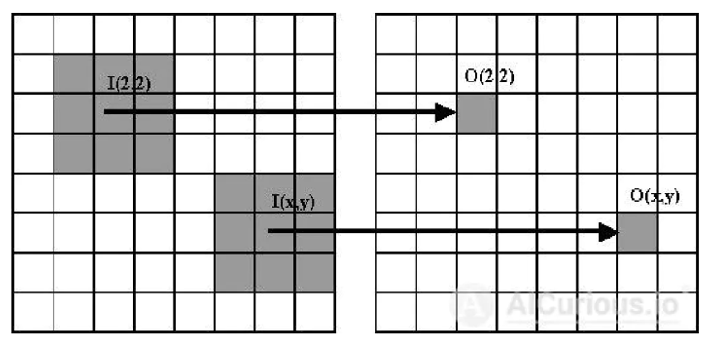 I(2,2)
O(2,2)
I(x,y)
O(x,y)
AICurious.io